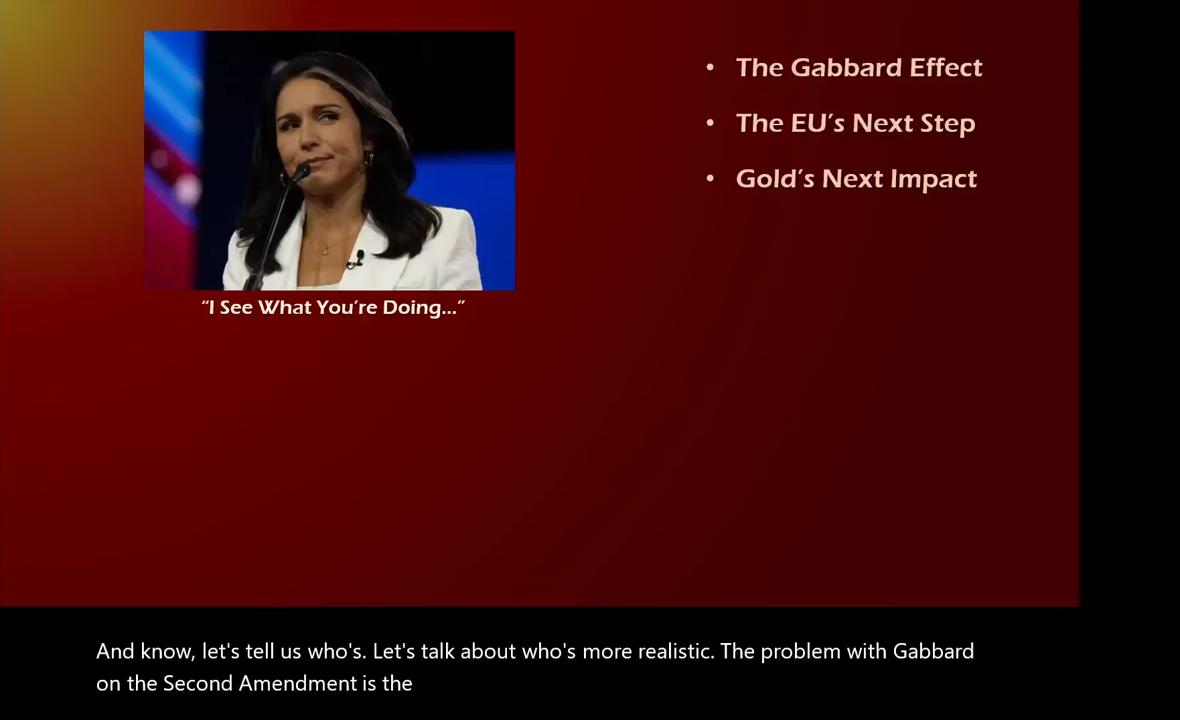 • The Gabbard Effect
• The EU's Next Step
• Gold's Next Impact
“I See What You're Doing...”
And know, let's tell us who's. Let's talk about who's more realistic. The problem with Gabbard
on the Second Amendment is the